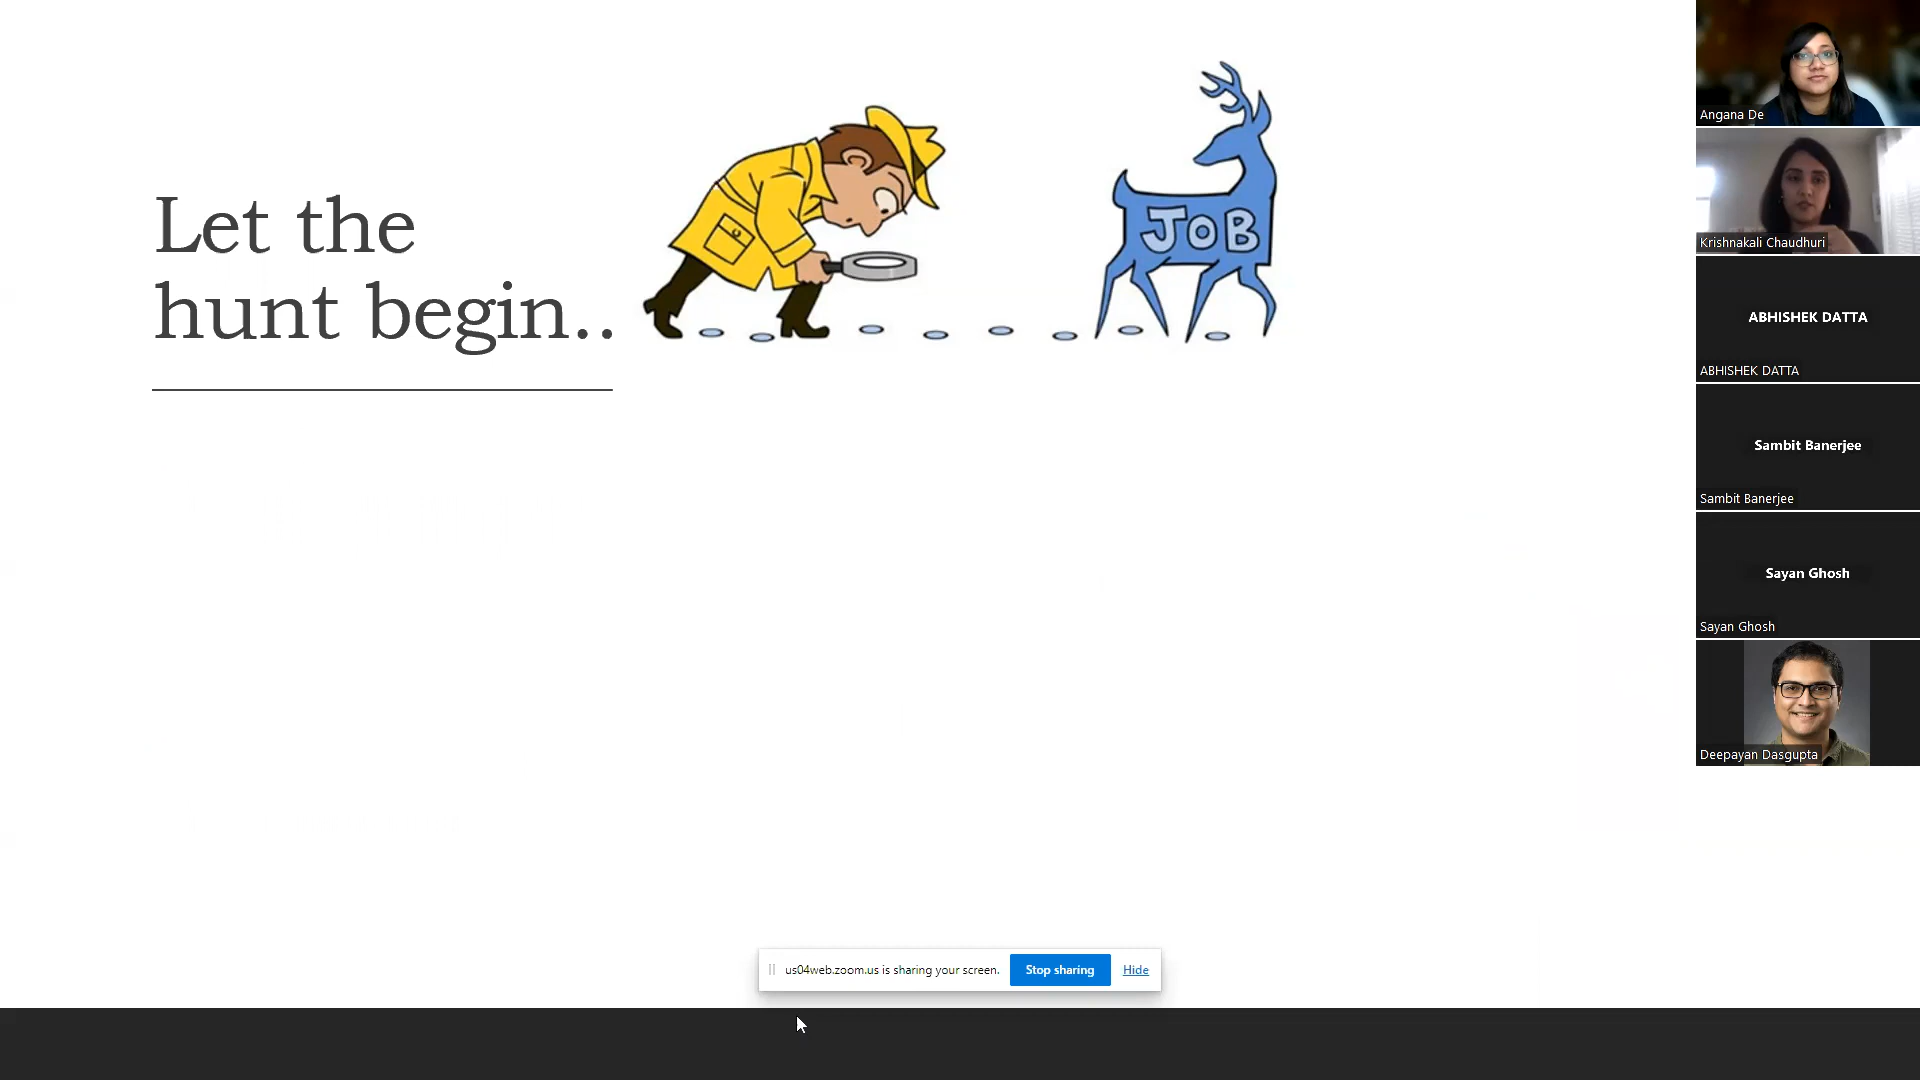 Let the
hunt begin..
JOB
Angana De
Krishnakali Chaudhuri
ABHISHEK DATTA
ABHISHEK DATTA
Sambit Banerjee
Sambit Banerjee
Sayan Ghosh
Sayan Ghosh
Deepayan Dasgupta
us04web.zoom.us is sharing your screen. Stop sharing Hide